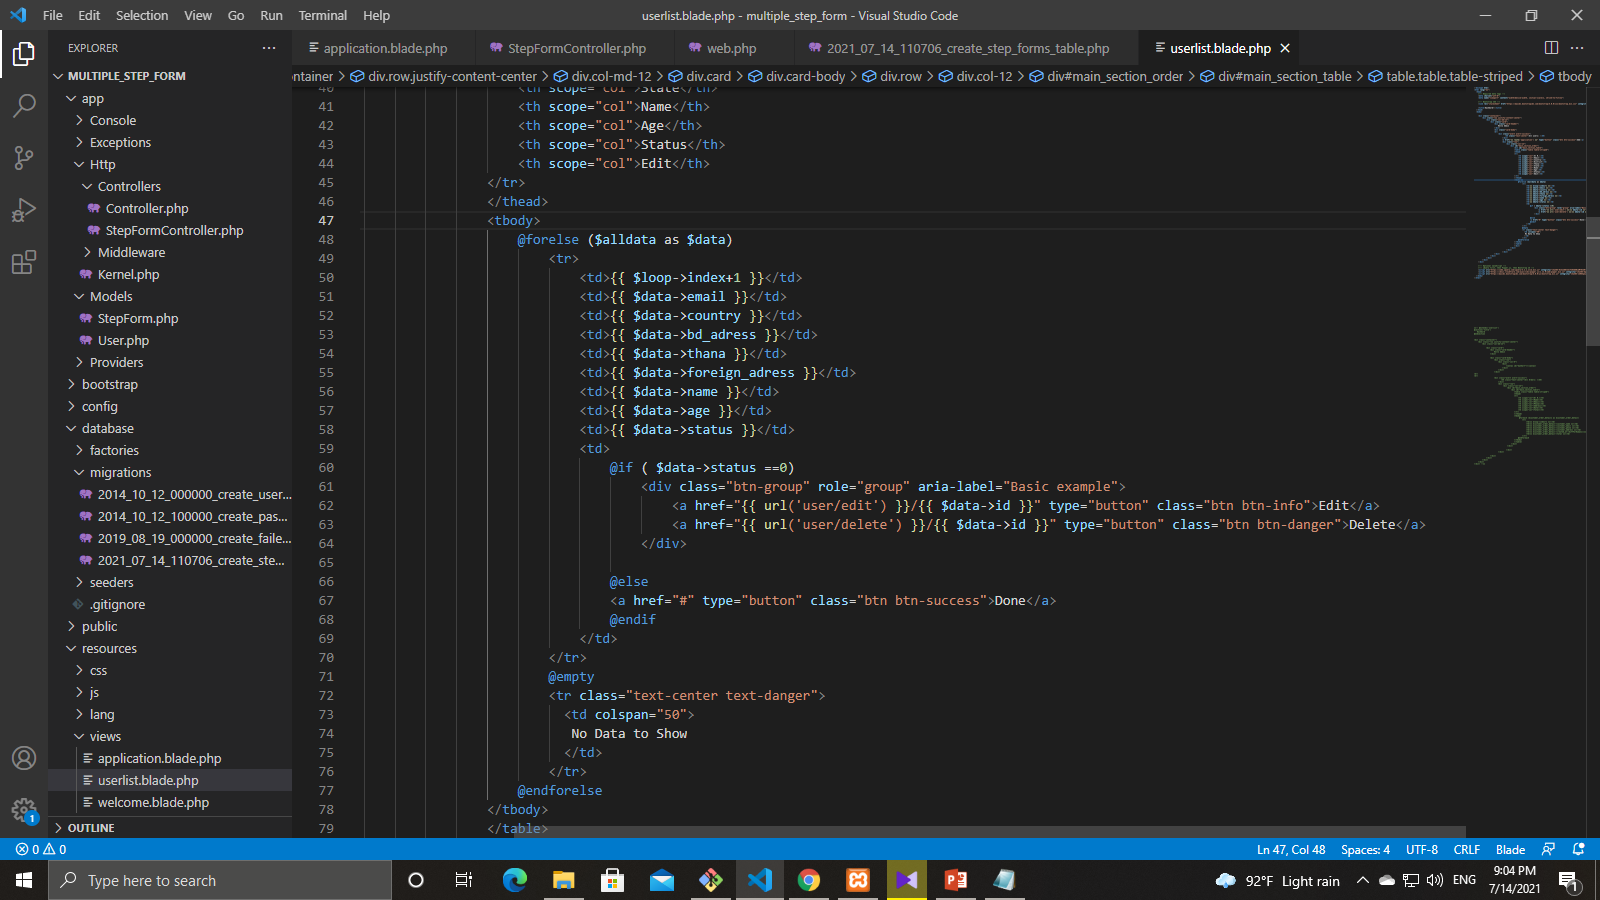 File Edit Selection View Go Run Terminal Help
userlist.blade.php - multiple_step_form - Visual Studio Code
EXPLORER
application.blade.php StepFormController.php web.php 2021_07_14_110706_create_step_forms_table.php userlist.blade.php
ontainer > div.row.justify-content-center > div.col-md-12 > div.card > div.card-body > div.row > div.col-12 > div#main_section_order > div#main_section_table > table.table.table-striped > tbody
MULTIPLE_STEP_FORM
app
Console
Exceptions
Http
Controllers
Controller.php
StepFormController.php
Middleware
Kernel.php
Models
StepForm.php
User.php
Providers
bootstrap
config
database
factories
migrations
2014_10_12_000000_create_user...
2014_10_12_100000_create_pas...
2019_08_19_000000_create_faile...
2021_07_14_110706_create_ste...
seeders
.gitignore
public
resources
css
js
lang
views
application.blade.php
userlist.blade.php
welcome.blade.php
OUTLINE
40 <th scope="col">State</th>
41 <th scope="col">Name</th>
42 <th scope="col">Age</th>
43 <th scope="col">Status</th>
44 <th scope="col">Edit</th>
45 </tr>
46 </thead>
47 <tbody>
48 @forelse ($alldata as $data)
49 <tr>
50 <td>{{ $loop->index+1 }}</td>
51 <td>{{ $data->email }}</td>
52 <td>{{ $data->country }}</td>
53 <td>{{ $data->bd_adress }}</td>
54 <td>{{ $data->thana }}</td>
55 <td>{{ $data->foreign_adress }}</td>
56 <td>{{ $data->name }}</td>
57 <td>{{ $data->age }}</td>
58 <td>{{ $data->status }}</td>
59 <td>
60 @if ( $data->status ==0)
61 <div class="btn-group" role="group" aria-label="Basic example">
62 <a href="{{ url('user/edit') }}/{{ $data->id }}" type="button" class="btn btn-info">Edit</a>
63 <a href="{{ url('user/delete') }}/{{ $data->id }}" type="button" class="btn btn-danger">Delete</a>
64 </div>
65
66 @else
67 <a href="#" type="button" class="btn btn-success">Done</a>
68 @endif
69 </td>
70 </tr>
71 @empty
72 <tr class="text-center text-danger">
73 <td colspan="50">
74 No Data to Show
75 </td>
76 </tr>
77 @endforelse
78 </tbody>
79 </table>
1
0 0 Ln 47, Col 48 Spaces: 4 UTF-8 CRLF Blade
Type here to search
92°F Light rain ENG
9:04 PM
7/14/2021
1